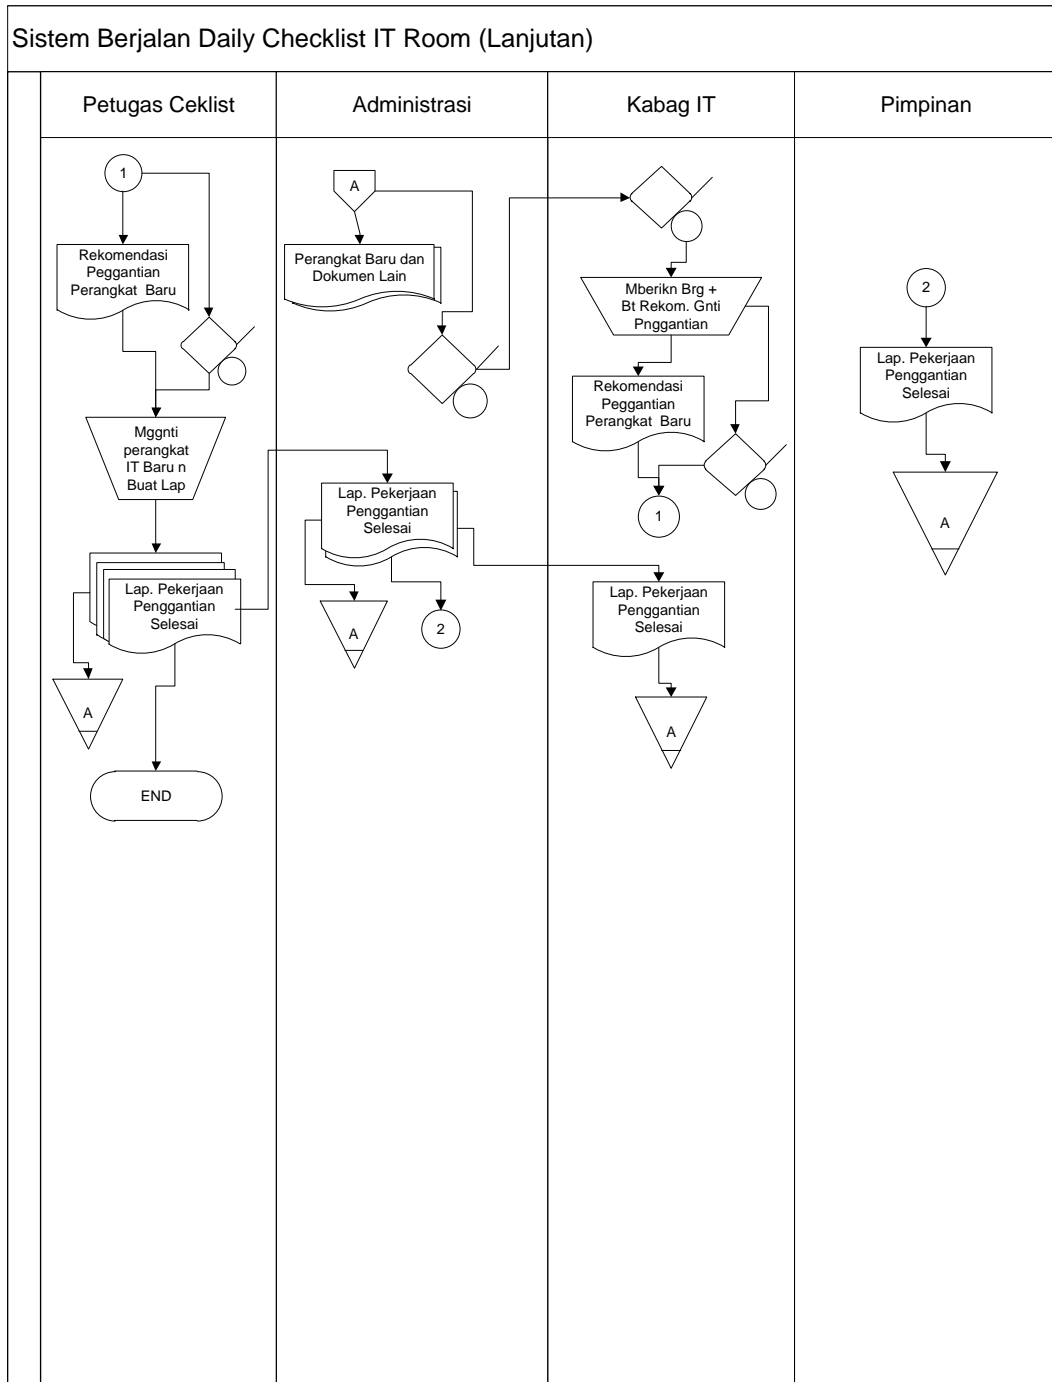 Sistem Berjalan Daily Checklist IT Room (Lanjutan)
Petugas Ceklist
Administrasi
Kabag IT
Pimpinan
1
Rekomendasi
Peggantian
Perangkat Baru
Mggnti
perangkat
IT Baru n
Buat Lap
Lap. Pekerjaan
Penggantian
Selesai
A
END
A
Perangkat Baru dan
Dokumen Lain
Lap. Pekerjaan
Penggantian
Selesai
A
2
Mberikn Brg +
Bt Rekom. Gnti
Pnggantian
Rekomendasi
Peggantian
Perangkat Baru
1
Lap. Pekerjaan
Penggantian
Selesai
A
2
Lap. Pekerjaan
Penggantian
Selesai
A